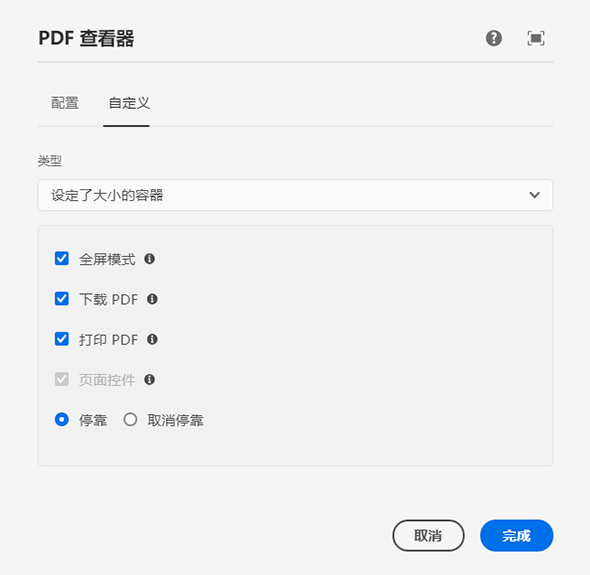 PDF 查看器
配置 自定义
类型
设定了大小的容器
全屏模式
下载 PDF
打印 PDF
页面控件
停靠 取消停靠
取消 完成